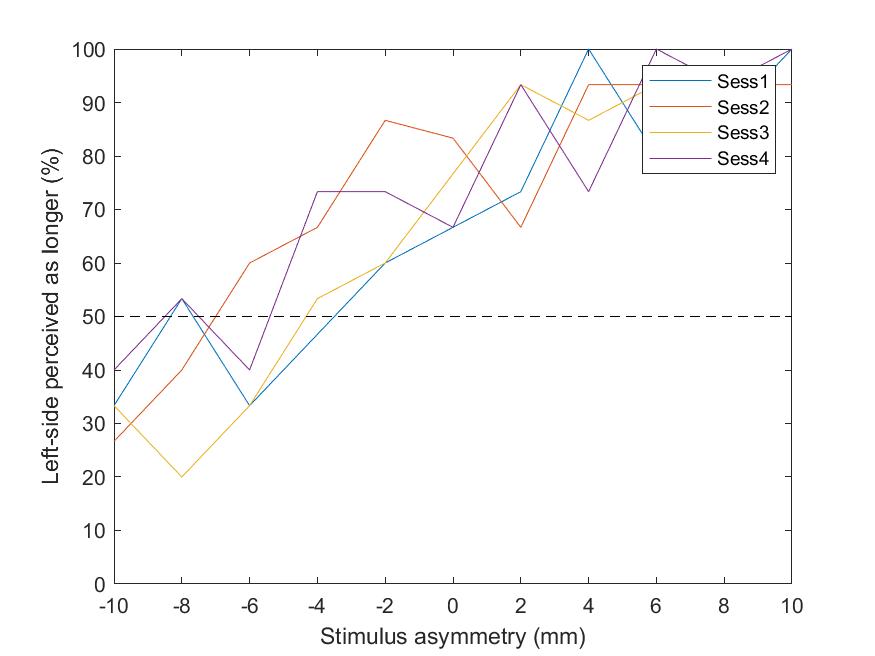 100
90
80
70
60
50
40
30
20
10
0
Left-side perceived as longer (%)
Sess1
Sess2
Sess3
Sess4
-10 -8 -6 -4 -2 0 2 4 6 8 10
Stimulus asymmetry (mm)